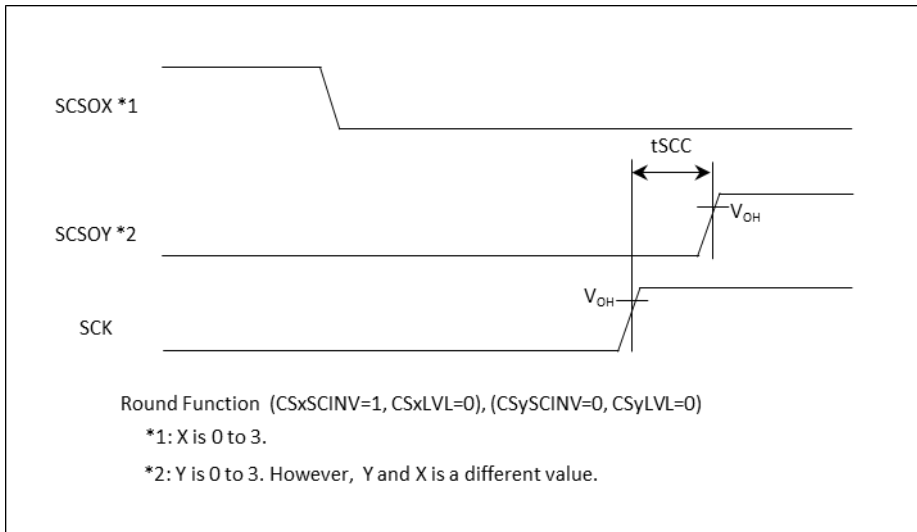 SCSOX *1
tSCC
SCSOY *2
VOH
VOH
SCK
Round Function (CSxSCINV=1, CSxLVL=0), (CSySCINV=0, CSyLVL=0)
*1: X is 0 to 3.
*2: Y is 0 to 3. However, Y and X is a different value.